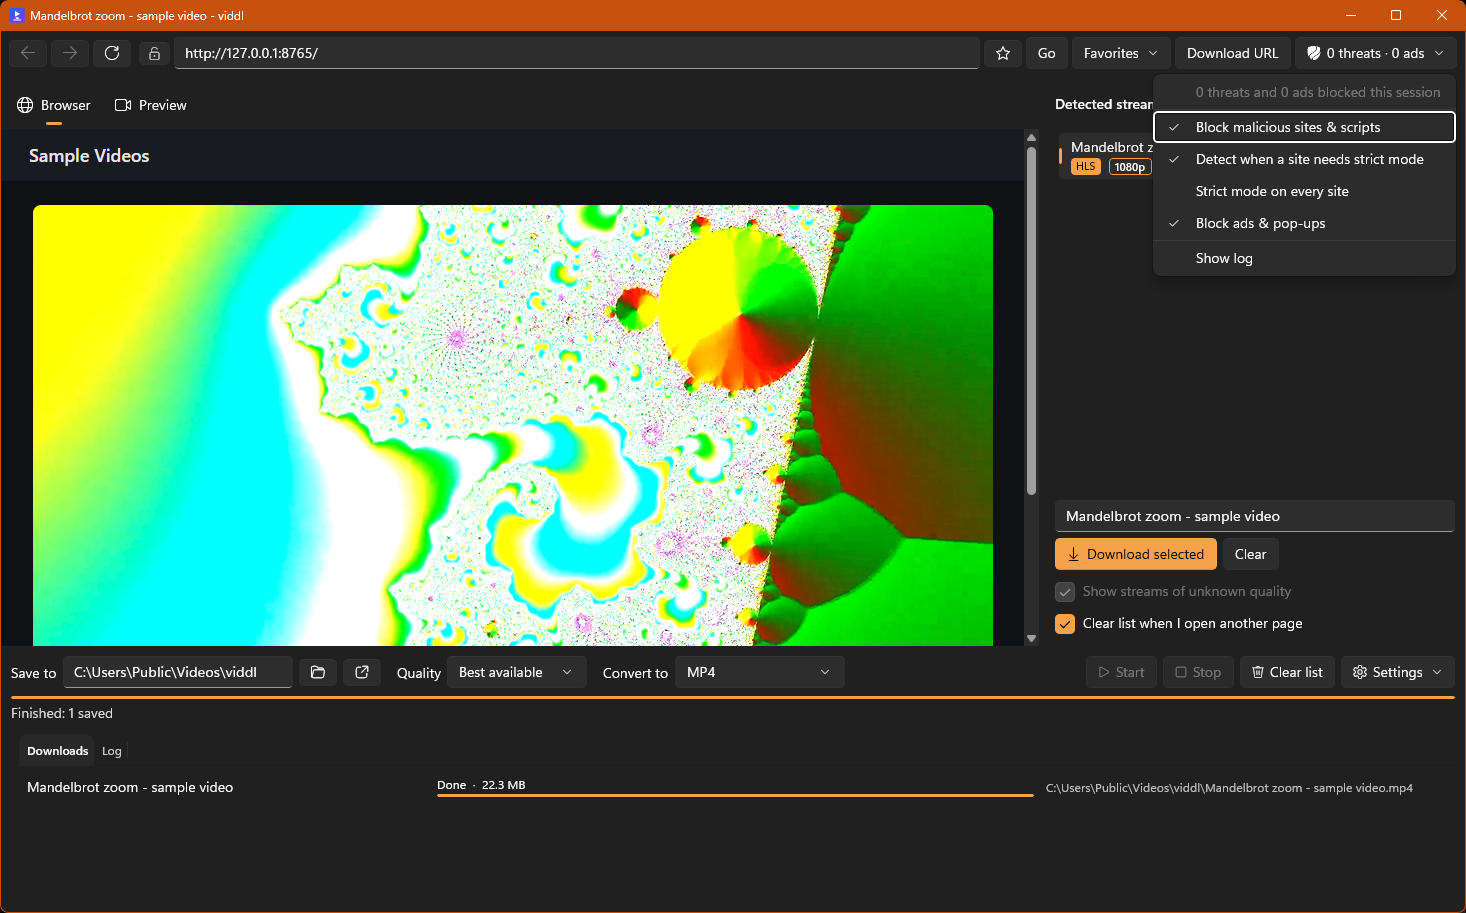 Mandelbrot zoom - sample video - viddl
http://127.0.0.1:8765/
Go
Favorites
Download URL
0 threats · 0 ads
Browser
Preview
Detected strear
0 threats and 0 ads blocked this session
Block malicious sites & scripts
Detect when a site needs strict mode
Strict mode on every site
Block ads & pop-ups
Show log
Sample Videos
Mandelbrot z
HLS 1080p
Mandelbrot zoom - sample video
Download selected
Clear
Show streams of unknown quality
Clear list when I open another page
Save to C:\Users\Public\Videos\viddl Quality Best available Convert to MP4 Start Stop Clear list Settings
Finished: 1 saved
Downloads Log
Mandelbrot zoom - sample video Done · 22.3 MB C:\Users\Public\Videos\viddl\Mandelbrot zoom - sample video.mp4